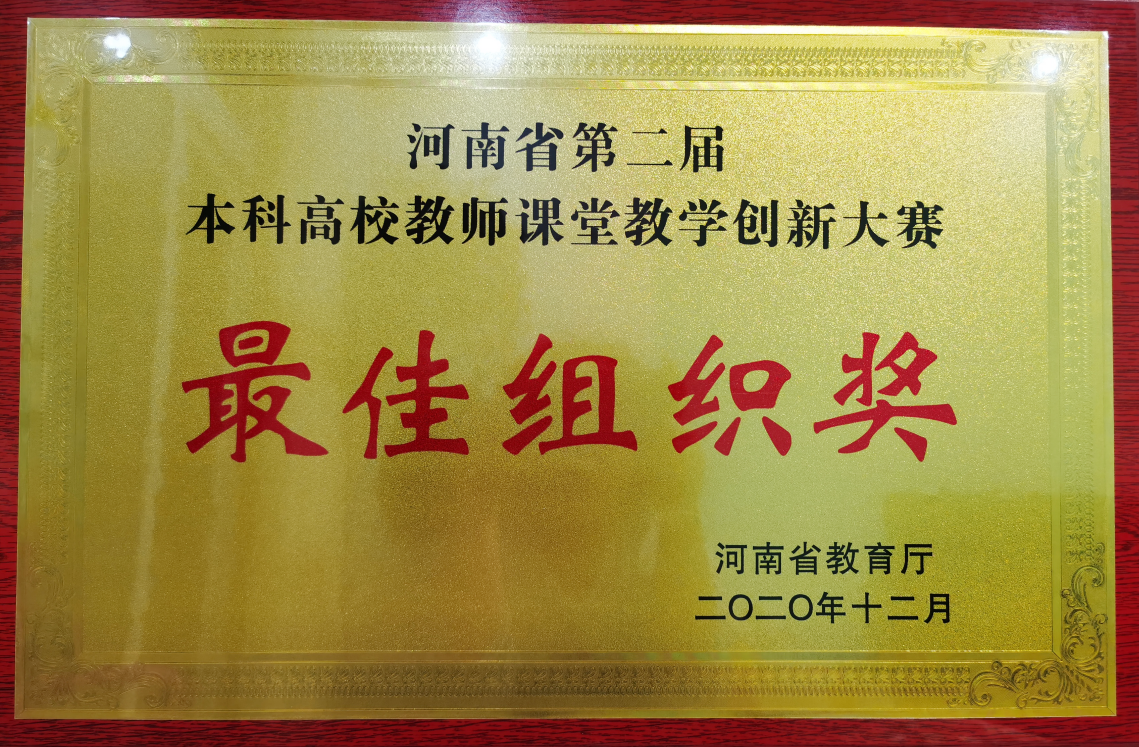 河南省第二届
本科高校教师课堂教学创新大赛
最佳组织奖
河南省教育厅
二〇二〇年十二月